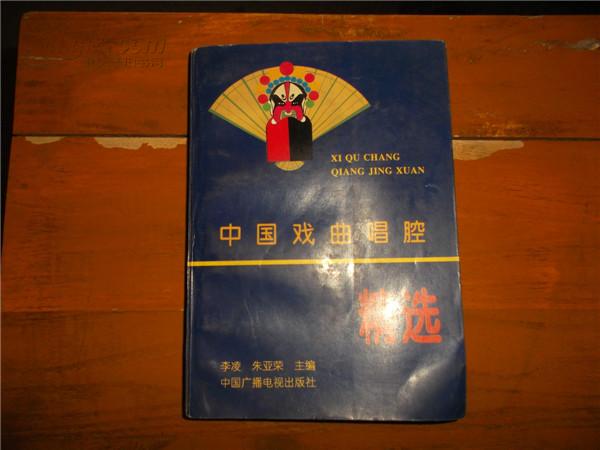 XI QU CHANG
QIANG JING XUAN
中国戏曲唱腔
精选
李凌 朱亚荣 主编
中国广播电视出版社